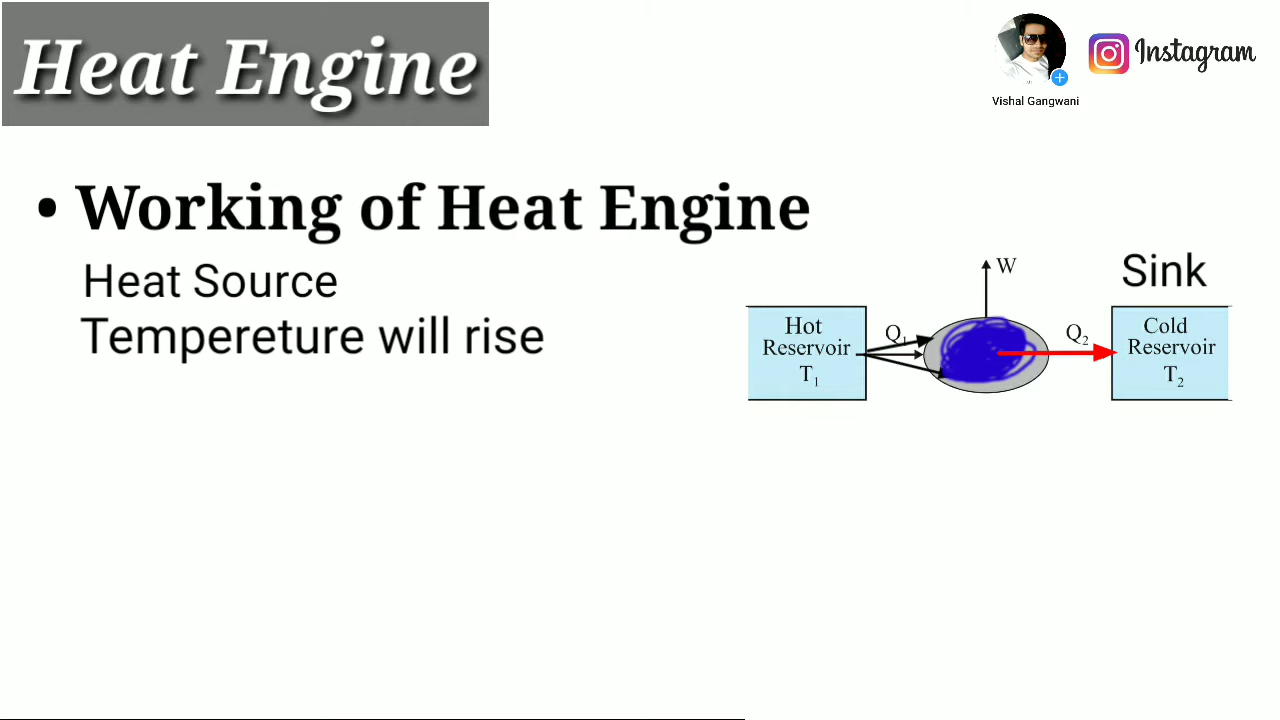 Heat Engine
Instagram
Vishal Gangwani
• Working of Heat Engine
Heat Source
Tempereture will rise
W
Sink
Hot
Reservoir
T1
Q1
Q2
Cold
Reservoir
T2